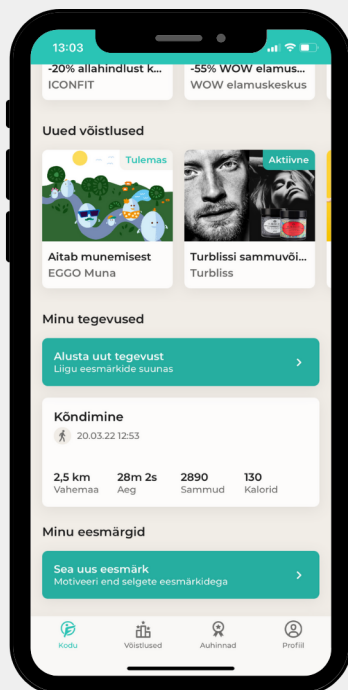 13:03
-20% allahindlust k...
ICONFIT
-55% WOW elamus...
WOW elamuskeskus
Uued võistlused
Tulemas
Aktiivne
Aitab munemisest
EGGO Muna
Turblissi sammuvõi...
Turbliss
Minu tegevused
Alusta uut tegevust
Liigu eesmärkide suunas
Kõndimine
20.03.22 12:53
2,5 km
28m 2s
2890
130
Vahemaa
Aeg
Sammud
Kalorid
Minu eesmärgid
Sea uus eesmärk
Motiveeri end selgete eesmärkidega
Kodu
Võistlused
Auhinnad
Profiil